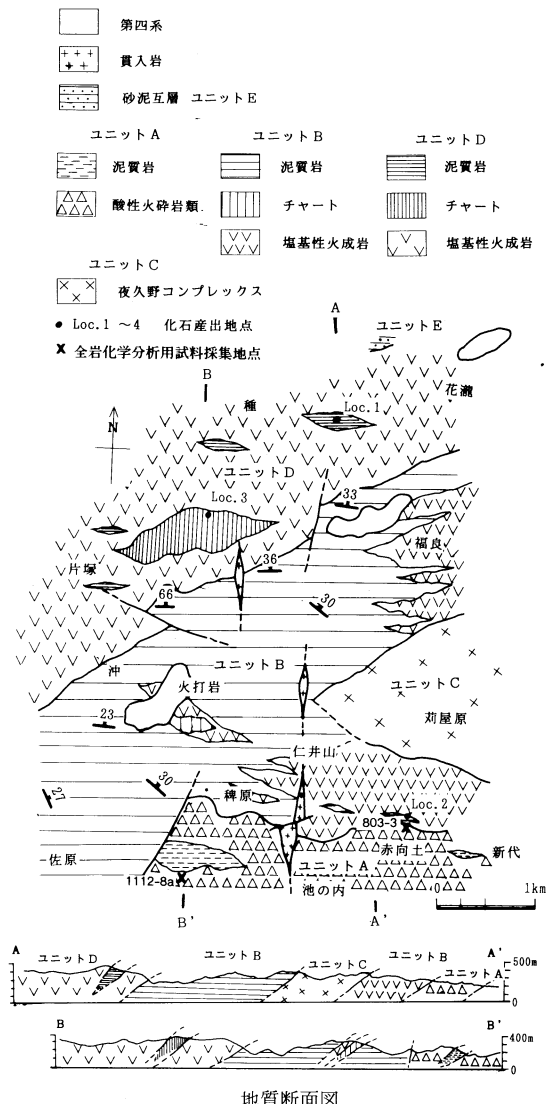 第四系
貫入岩
砂泥互層 ユニットE
ユニットA ユニットB ユニットD
泥質岩 泥質岩 泥質岩
酸性火砕岩類 チャート チャート
塩基性火成岩 塩基性火成岩
ユニットC
夜久野コンプレックス
Loc.1 ～4 化石産出地点
X 全岩化学分析用試料採集地点
A
ユニットE
B
花瀧
種
Loc.1
N
ユニットD
33
Loc.3
福良
片塚
36
30
66
ユニットB
沖
火打岩
ユニットC
苅屋原
23
仁井山
30
27
稗原
Loc.2
803-3
佐原
赤向土
新代
ユニットA
1112-8a
池の内
0 1km
B' A'
A A'
ユニットD ユニットB ユニットC ユニットB ユニットA
500m
0
B B'
400m
0
地質断面図